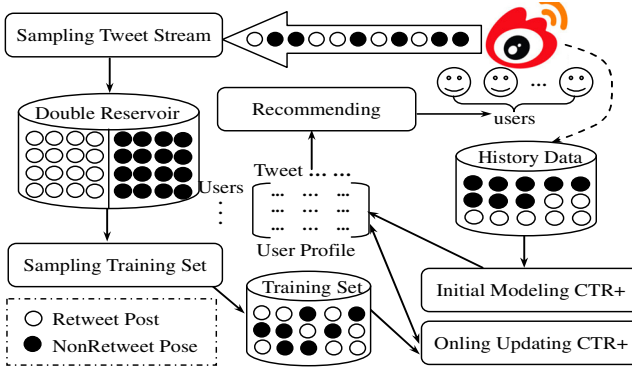 Sampling Tweet Stream
Double Reservoir
Recommending
users
...
History Data
Tweet ... ...
Users
...
... ... ...
... ... ...
... ... ...
User Profile
Sampling Training Set
Training Set
Initial Modeling CTR+
Onling Updating CTR+
Retweet Post
NonRetweet Pose